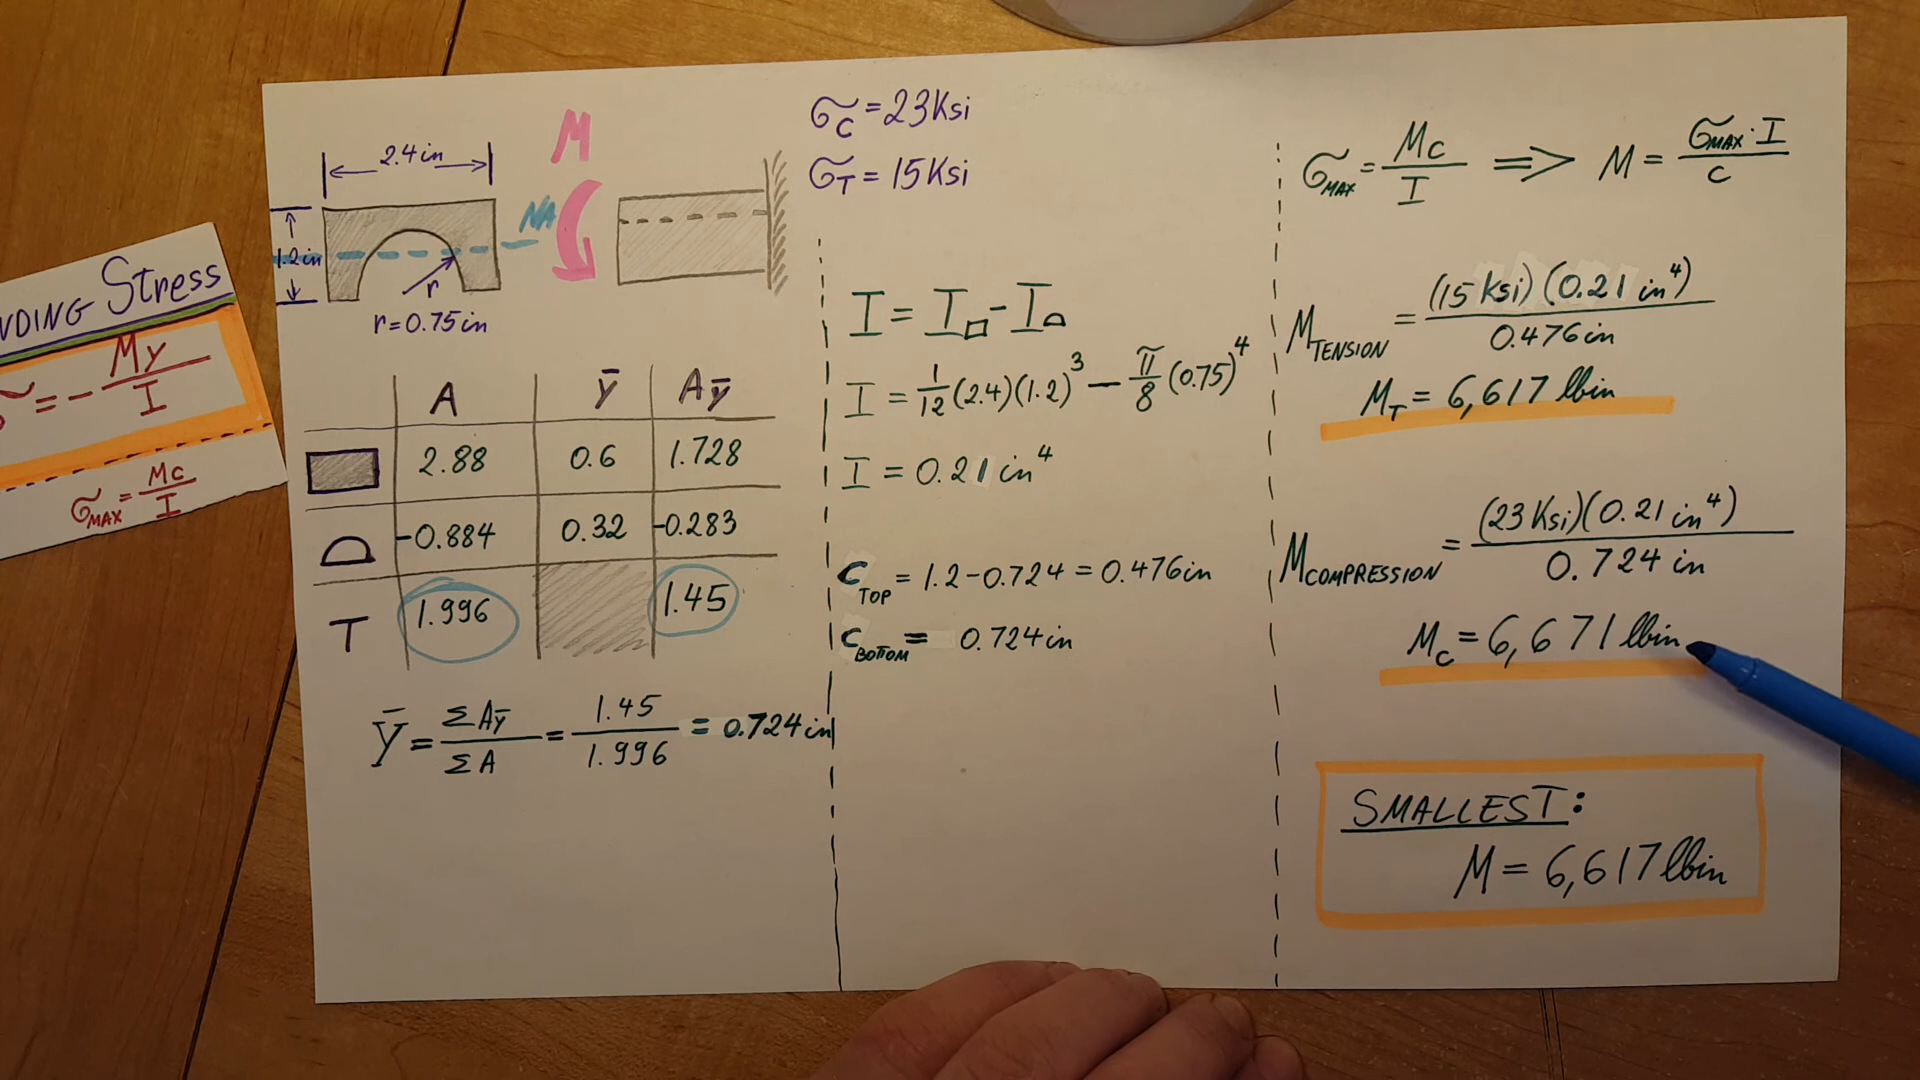 NDING Stress
σ = - My/I
σMAX = Mc/I
2.4in
1.2in
NA
M
r
r=0.75in
σC = 23Ksi
σT = 15Ksi
A ȳ Aȳ
2.88 0.6 1.728
-0.884 0.32 -0.283
T 1.996 1.45
Ȳ = ΣAȳ/ΣA = 1.45/1.996 = 0.724in
I = I▭ - I⌓
I = 1/12 (2.4)(1.2)³ - π/8 (0.75)⁴
I = 0.21 in⁴
CTOP = 1.2-0.724 = 0.476in
CBOTTOM = 0.724in
σMAX = Mc/I => M = σMAX·I/c
MTENSION = (15 Ksi)(0.21 in⁴)/0.476in
MT = 6,617 lbin
MCOMPRESSION = (23 Ksi)(0.21 in⁴)/0.724 in
MC = 6,671 lbin
SMALLEST:
M = 6,617 lbin